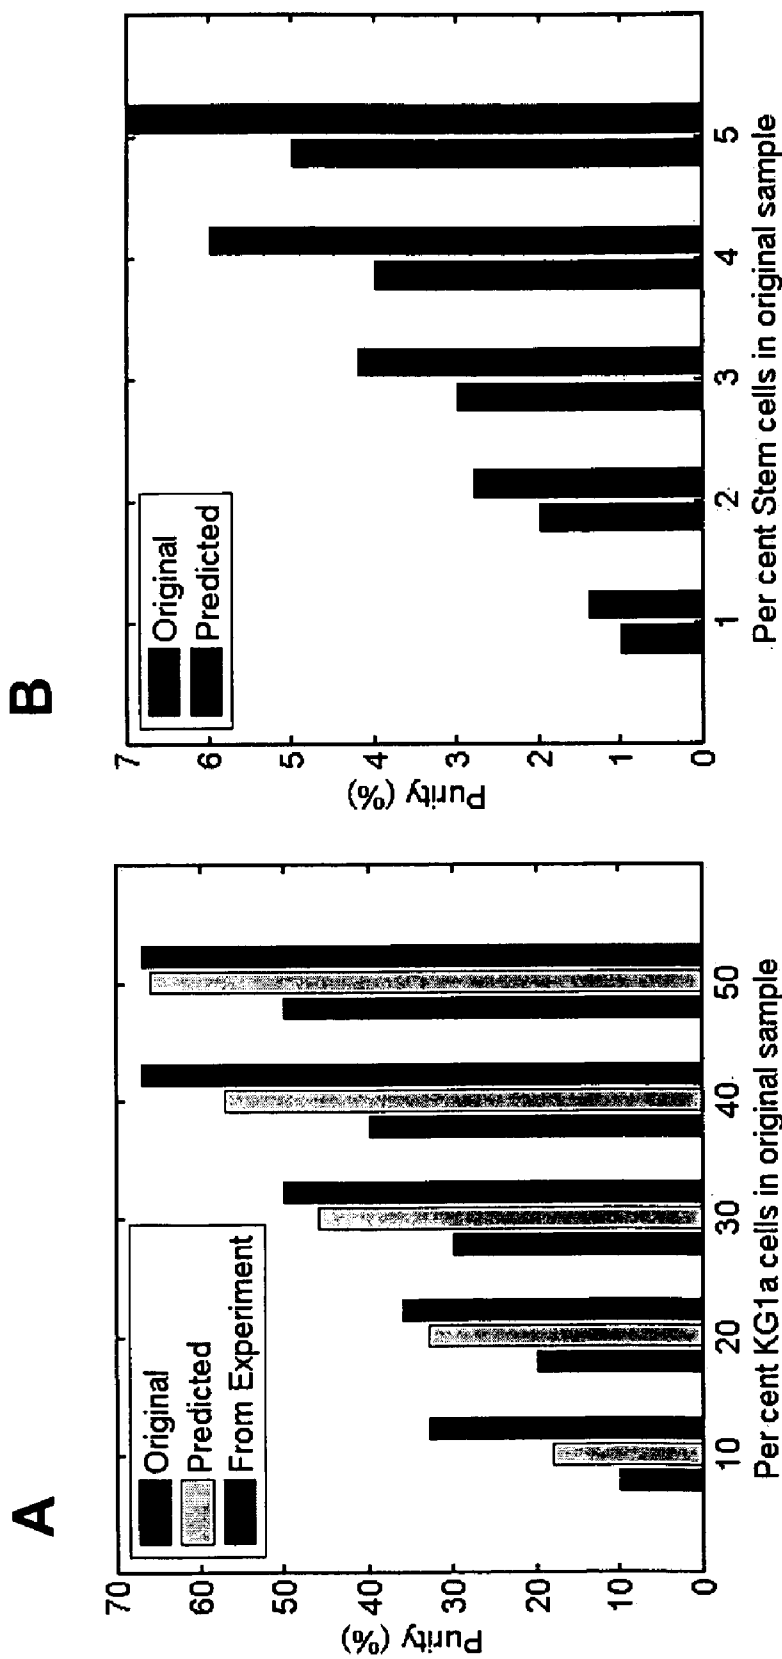 A
Original
Predicted
From Experiment
70
60
50
40
30
20
10
0
Purity (%)
10
20
30
40
50
Per cent KG1a cells in original sample
B
Original
Predicted
7
6
5
4
3
2
1
0
Purity (%)
1
2
3
4
5
Per cent Stem cells in original sample